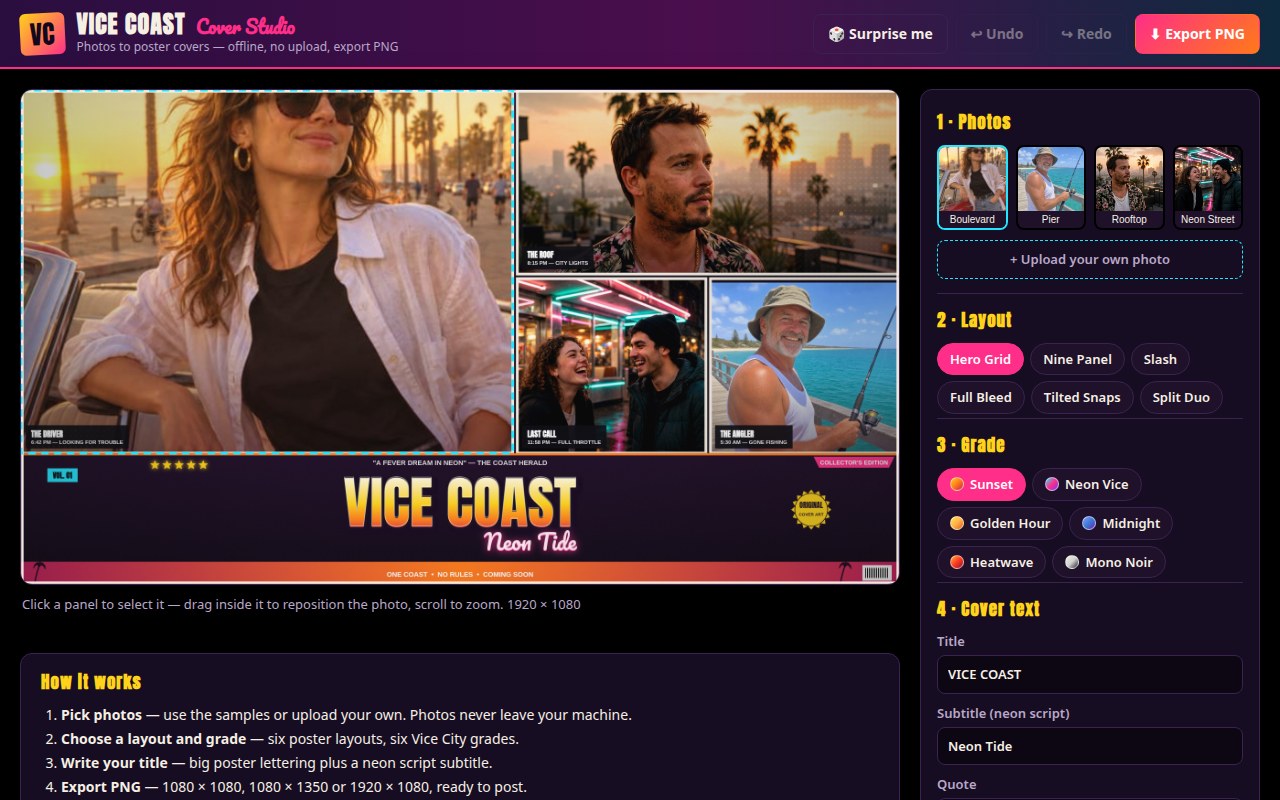 VC
VICE COAST Cover Studio
Photos to poster covers — offline, no upload, export PNG
🎲 Surprise me
↩ Undo
↪ Redo
⬇ Export PNG
THE DRIVER
6:42 PM — LOOKING FOR TROUBLE
THE ROOF
8:15 PM — CITY LIGHTS
LAST CALL
11:58 PM — FULL THROTTLE
THE ANGLER
5:30 AM — GONE FISHING
VOL. 01
★★★★★
"A FEVER DREAM IN NEON" — THE COAST HERALD
COLLECTOR'S EDITION
VICE COAST
Neon Tide
ORIGINAL
COVER ART
ONE COAST • NO RULES • COMING SOON
Click a panel to select it — drag inside it to reposition the photo, scroll to zoom. 1920 × 1080
How it works
1. Pick photos — use the samples or upload your own. Photos never leave your machine.
2. Choose a layout and grade — six poster layouts, six Vice City grades.
3. Write your title — big poster lettering plus a neon script subtitle.
4. Export PNG — 1080 × 1080, 1080 × 1350 or 1920 × 1080, ready to post.
1 · Photos
Boulevard
Pier
Rooftop
Neon Street
+ Upload your own photo
2 · Layout
Hero Grid
Nine Panel
Slash
Full Bleed
Tilted Snaps
Split Duo
3 · Grade
Sunset
Neon Vice
Golden Hour
Midnight
Heatwave
Mono Noir
4 · Cover text
Title
VICE COAST
Subtitle (neon script)
Neon Tide
Quote